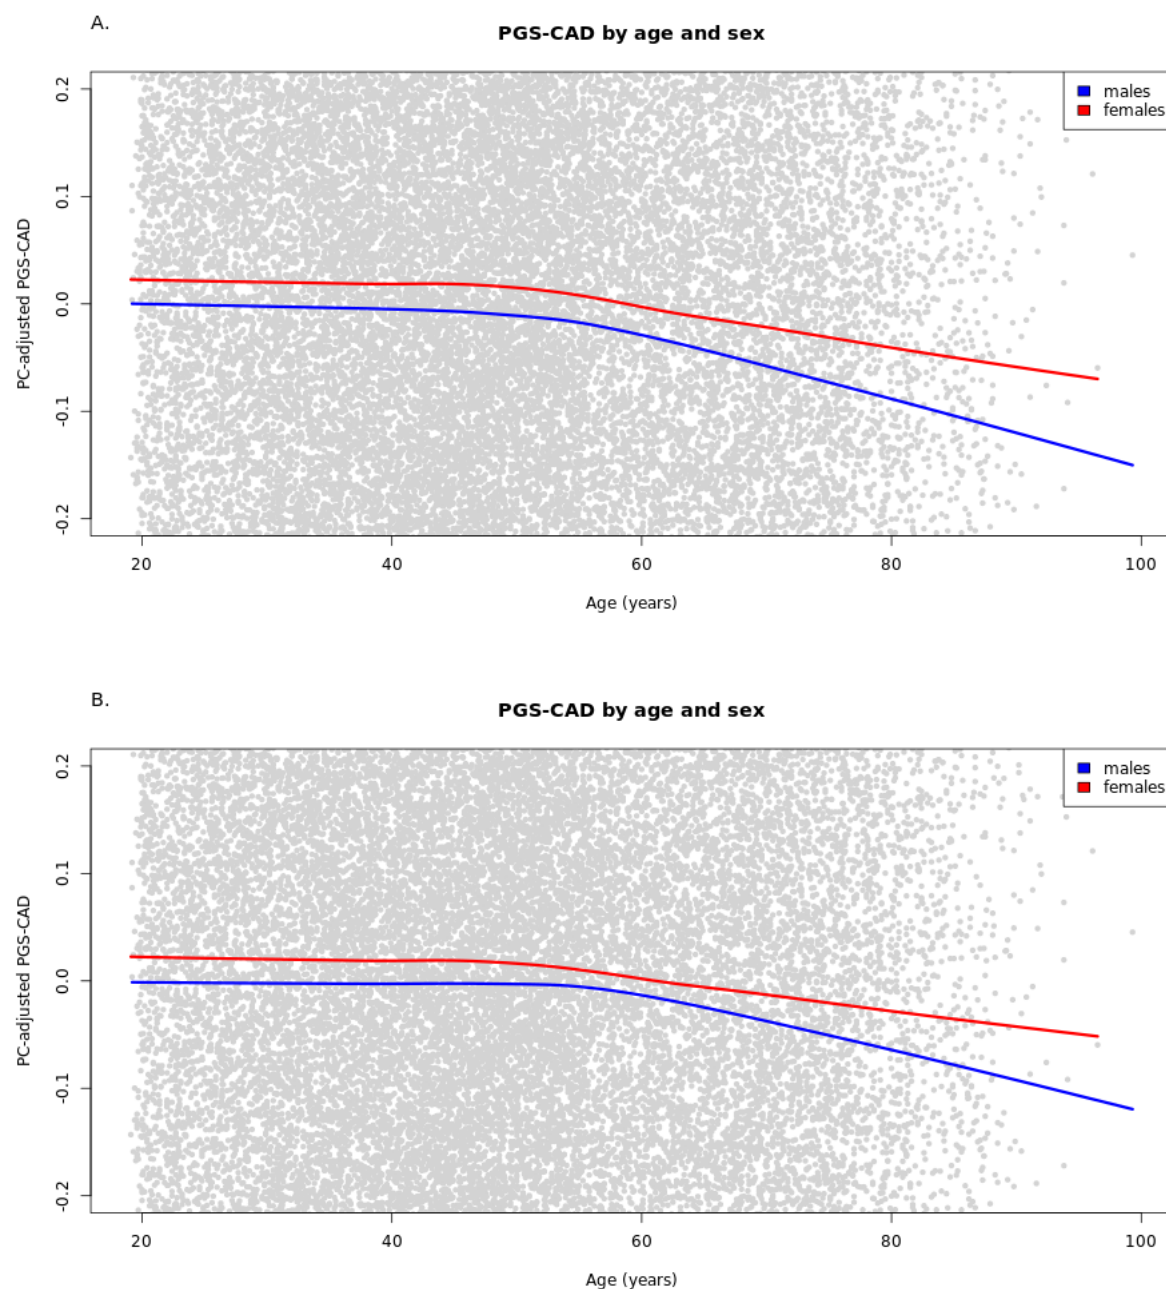 A.
PGS-CAD by age and sex
males
females
PC-adjusted PGS-CAD
0.2
0.1
0.0
-0.1
-0.2
20 40 60 80 100
Age (years)
B.
PGS-CAD by age and sex
males
females
PC-adjusted PGS-CAD
0.2
0.1
0.0
-0.1
-0.2
20 40 60 80 100
Age (years)